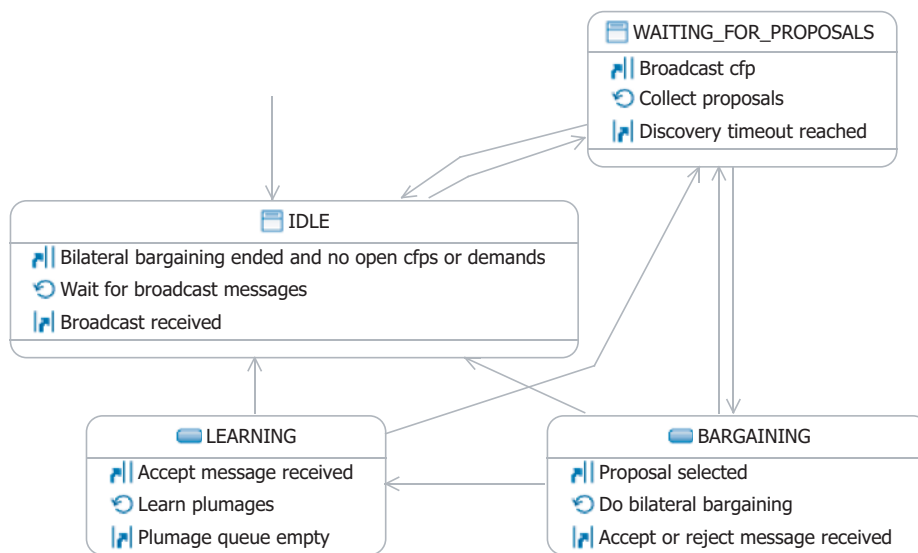 WAITING_FOR_PROPOSALS
Broadcast cfp
Collect proposals
Discovery timeout reached
IDLE
Bilateral bargaining ended and no open cfps or demands
Wait for broadcast messages
Broadcast received
LEARNING
Accept message received
Learn plumages
Plumage queue empty
BARGAINING
Proposal selected
Do bilateral bargaining
Accept or reject message received